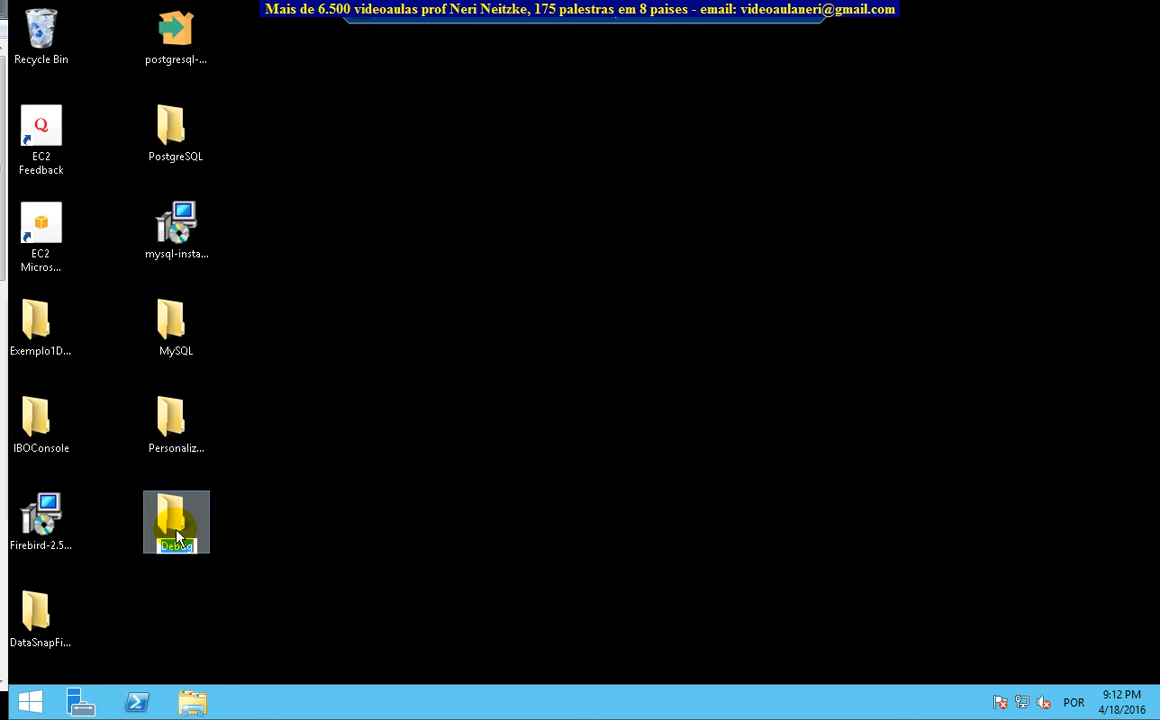 Mais de 6.500 videoaulas prof Neri Neitzke, 175 palestras em 8 paises - email: videoaulaneri@gmail.com
Recycle Bin
postgresql-...
Q
EC2
Feedback
PostgreSQL
EC2
Micros...
mysql-insta...
Exemplo1D...
MySQL
IBOConsole
Personaliz...
Firebird-2.5...
Debug
DataSnapFi...
POR
9:12 PM
4/18/2016